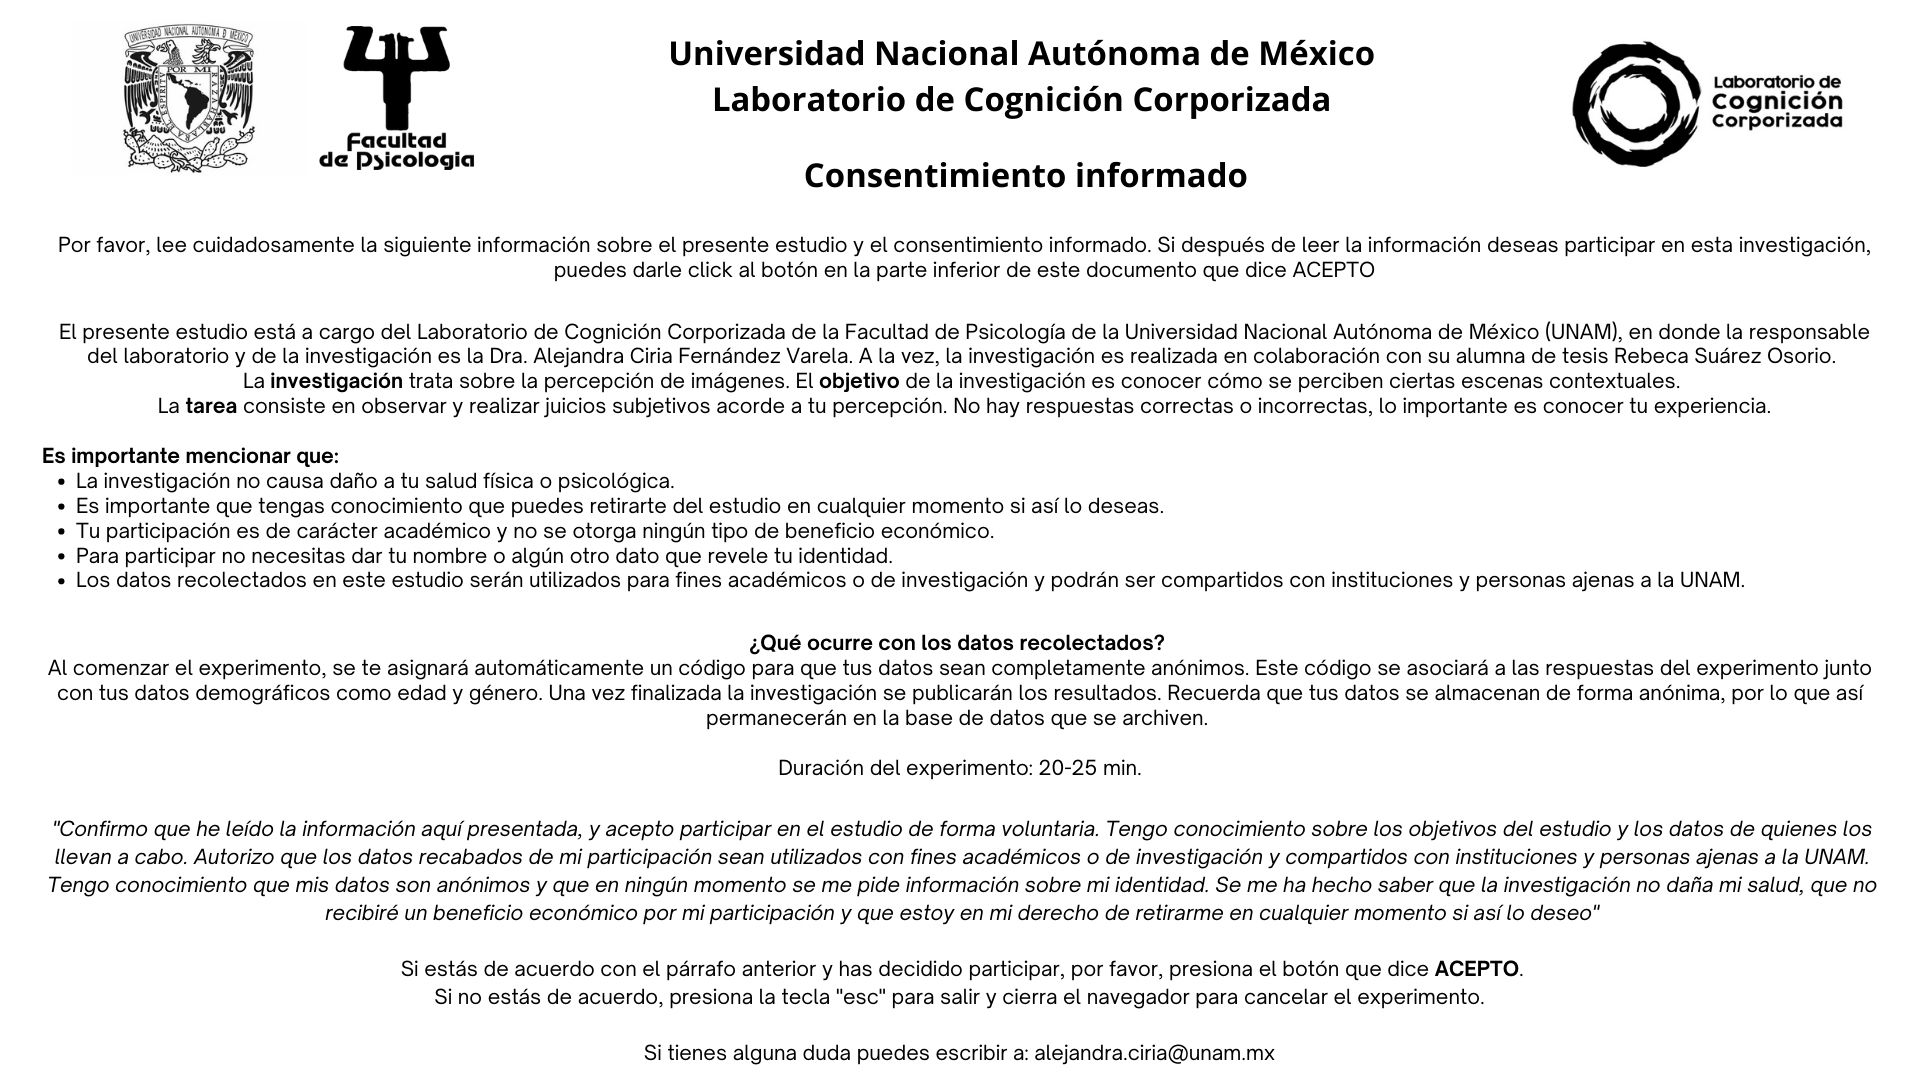 UNIVERSIDAD NACIONAL AUTONOMA D MEXICO
POR MI RAZA HABLARA
EL ESPIRITU
Facultad
de Psicologia
Universidad Nacional Autónoma de México
Laboratorio de Cognición Corporizada
Consentimiento informado
Laboratorio de
Cognición
Corporizada
Por favor, lee cuidadosamente la siguiente información sobre el presente estudio y el consentimiento informado. Si después de leer la información deseas participar en esta investigación,
puedes darle click al botón en la parte inferior de este documento que dice ACEPTO
El presente estudio está a cargo del Laboratorio de Cognición Corporizada de la Facultad de Psicología de la Universidad Nacional Autónoma de México (UNAM), en donde la responsable
del laboratorio y de la investigación es la Dra. Alejandra Ciria Fernández Varela. A la vez, la investigación es realizada en colaboración con su alumna de tesis Rebeca Suárez Osorio.
La investigación trata sobre la percepción de imágenes. El objetivo de la investigación es conocer cómo se perciben ciertas escenas contextuales.
La tarea consiste en observar y realizar juicios subjetivos acorde a tu percepción. No hay respuestas correctas o incorrectas, lo importante es conocer tu experiencia.
Es importante mencionar que:
• La investigación no causa daño a tu salud física o psicológica.
• Es importante que tengas conocimiento que puedes retirarte del estudio en cualquier momento si así lo deseas.
• Tu participación es de carácter académico y no se otorga ningún tipo de beneficio económico.
• Para participar no necesitas dar tu nombre o algún otro dato que revele tu identidad.
• Los datos recolectados en este estudio serán utilizados para fines académicos o de investigación y podrán ser compartidos con instituciones y personas ajenas a la UNAM.
¿Qué ocurre con los datos recolectados?
Al comenzar el experimento, se te asignará automáticamente un código para que tus datos sean completamente anónimos. Este código se asociará a las respuestas del experimento junto
con tus datos demográficos como edad y género. Una vez finalizada la investigación se publicarán los resultados. Recuerda que tus datos se almacenan de forma anónima, por lo que así
permanecerán en la base de datos que se archiven.
Duración del experimento: 20-25 min.
"Confirmo que he leído la información aquí presentada, y acepto participar en el estudio de forma voluntaria. Tengo conocimiento sobre los objetivos del estudio y los datos de quienes los
llevan a cabo. Autorizo que los datos recabados de mi participación sean utilizados con fines académicos o de investigación y compartidos con instituciones y personas ajenas a la UNAM.
Tengo conocimiento que mis datos son anónimos y que en ningún momento se me pide información sobre mi identidad. Se me ha hecho saber que la investigación no daña mi salud, que no
recibiré un beneficio económico por mi participación y que estoy en mi derecho de retirarme en cualquier momento si así lo deseo"
Si estás de acuerdo con el párrafo anterior y has decidido participar, por favor, presiona el botón que dice ACEPTO.
Si no estás de acuerdo, presiona la tecla "esc" para salir y cierra el navegador para cancelar el experimento.
Si tienes alguna duda puedes escribir a: alejandra.ciria@unam.mx